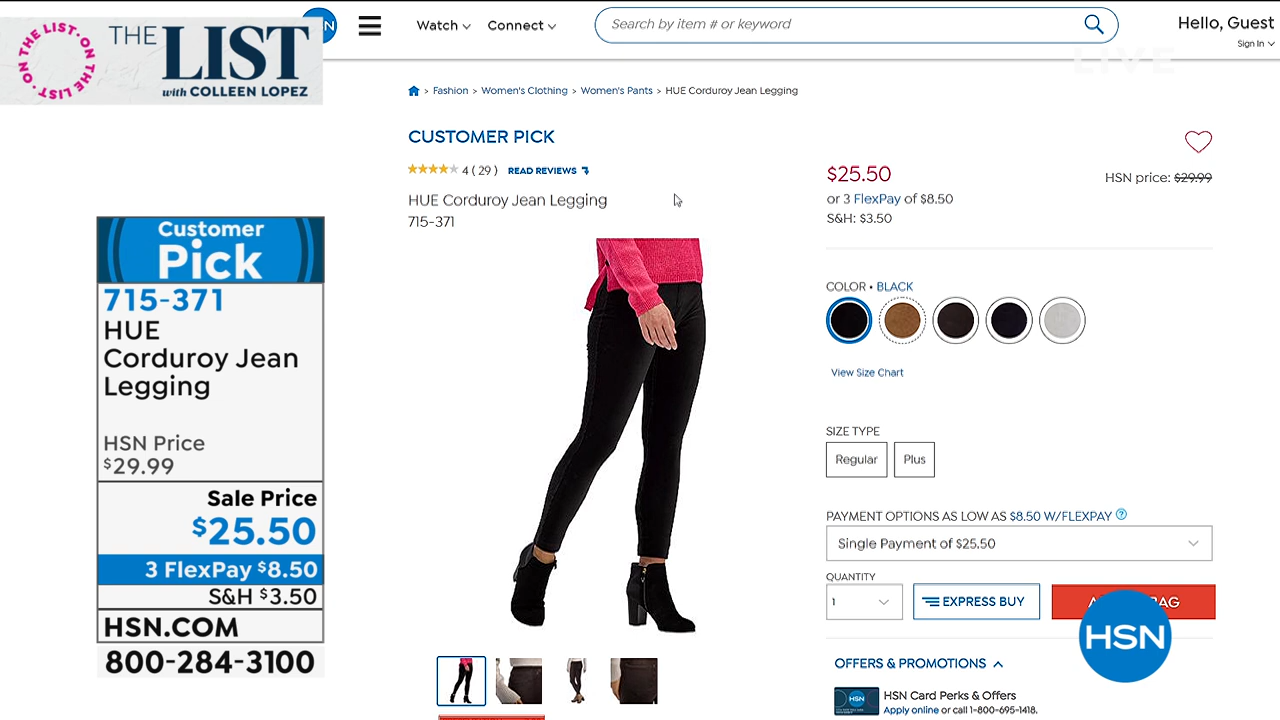 ON THE LIST • ON THE LIST •
THE LIST
with COLLEEN LOPEZ
Watch
Connect
Search by item # or keyword
Hello, Guest
Sign In
LIVE
> Fashion > Women's Clothing > Women's Pants > HUE Corduroy Jean Legging
CUSTOMER PICK
4 ( 29 ) READ REVIEWS
HUE Corduroy Jean Legging
715-371
$25.50
HSN price: $29.99
or 3 FlexPay of $8.50
S&H: $3.50
COLOR • BLACK
View Size Chart
SIZE TYPE
Regular
Plus
PAYMENT OPTIONS AS LOW AS $8.50 W/FLEXPAY ?
Single Payment of $25.50
QUANTITY
1
EXPRESS BUY
HSN
OFFERS & PROMOTIONS
HSN
HSN Card Perks & Offers
Apply online or call 1-800-695-1418.
Customer
Pick
715-371
HUE
Corduroy Jean
Legging
HSN Price
$29.99
Sale Price
$25.50
3 FlexPay $8.50
S&H $3.50
HSN.COM
800-284-3100